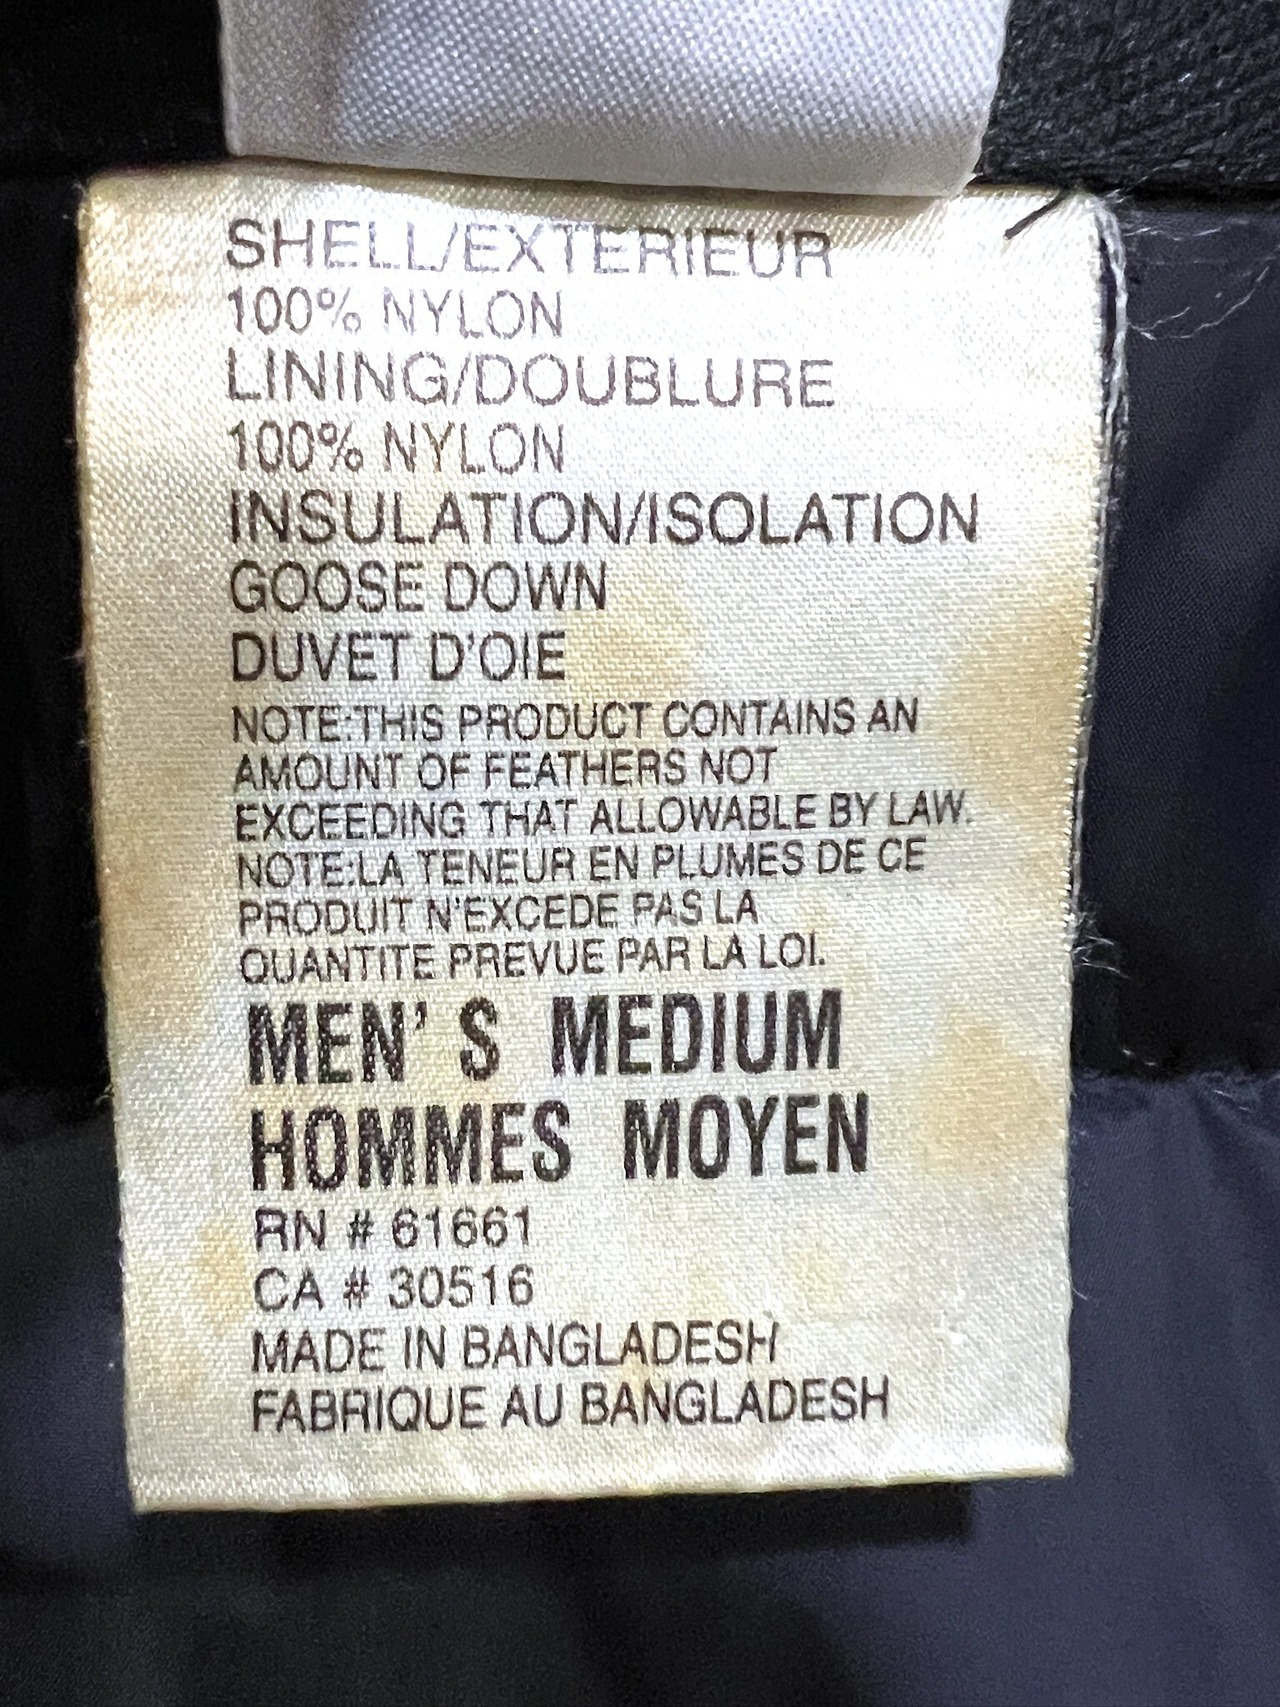 SHELL/EXTERIEUR
100% NYLON
LINING/DOUBLURE
100% NYLON
INSULATION/ISOLATION
GOOSE DOWN
DUVET D'OIE
NOTE:THIS PRODUCT CONTAINS AN
AMOUNT OF FEATHERS NOT
EXCEEDING THAT ALLOWABLE BY LAW.
NOTE:LA TENEUR EN PLUMES DE CE
PRODUIT N'EXCEDE PAS LA
QUANTITE PREVUE PAR LA LOI.
MEN'S MEDIUM
HOMMES MOYEN
RN # 61661
CA # 30516
MADE IN BANGLADESH
FABRIQUE AU BANGLADESH